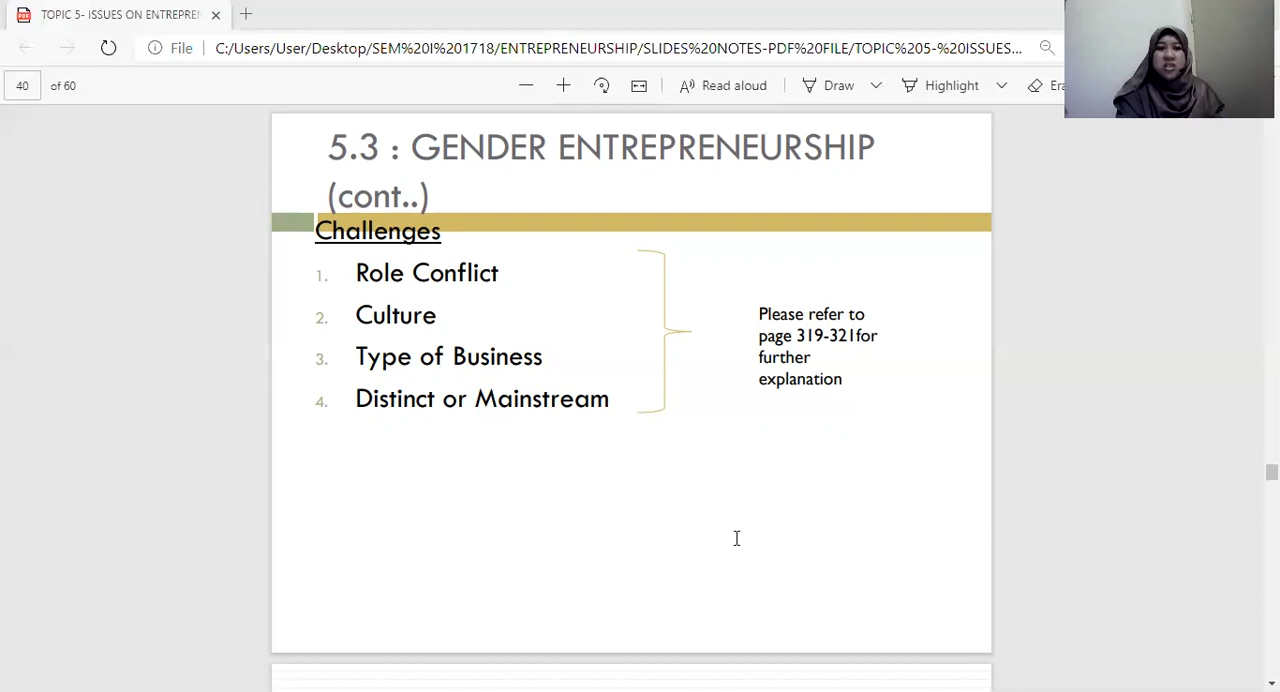 TOPIC 5- ISSUES ON ENTREPREN
File
C:/Users/User/Desktop/SEM%20I%201718/ENTREPRENEURSHIP/SLIDES%20NOTES-PDF%20FILE/TOPIC%205-%20ISSUES...
40 of 60
Read aloud
Draw
Highlight
Era
5.3 : GENDER ENTREPRENEURSHIP
(cont..)
Challenges
1. Role Conflict
2. Culture
3. Type of Business
4. Distinct or Mainstream
Please refer to
page 319-321for
further
explanation